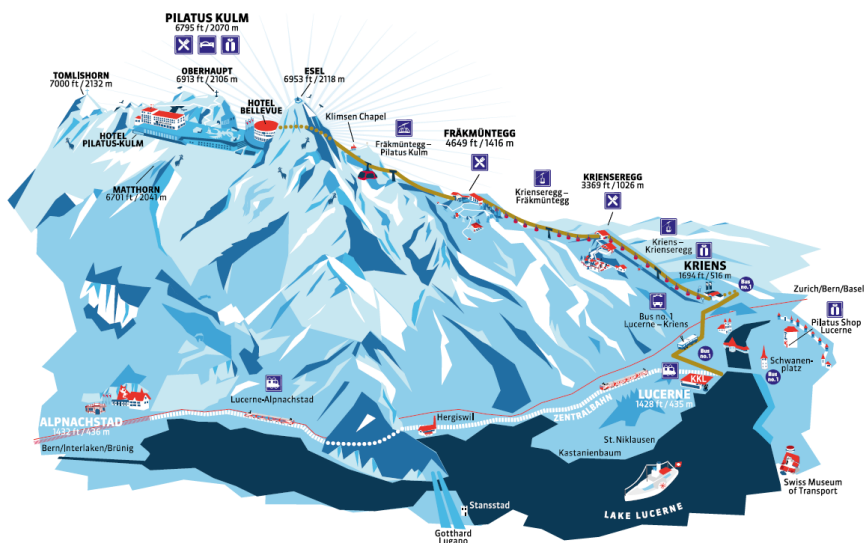 PILATUS KULM
6795 ft / 2070 m
TOMLISHORN
7000 ft / 2132 m
OBERHAUPT
6913 ft / 2106 m
ESEL
6953 ft / 2118 m
HOTEL
BELLEVUE
Klimsen Chapel
HOTEL
PILATUS-KULM
Fräkmüntegg –
Pilatus Kulm
FRÄKMÜNTEGG
4649 ft / 1416 m
MATTHORN
6701 ft / 2041 m
Krienseregg –
Fräkmüntegg
KRIENSEREGG
3369 ft / 1026 m
Kriens –
Krienseregg
KRIENS
1694 ft / 516 m
Bus
no. 1
Zurich/Bern/Basel
Bus no. 1
Lucerne – Kriens
Pilatus Shop
Lucerne
Bus
no. 1
Schwanen-
platz
Bus
no. 1
KKL
LUCERNE
1428 ft / 435 m
Lucerne-Alpnachstad
ZENTRALBAHN
Hergiswil
ALPNACHSTAD
1432 ft / 436 m
Bern/Interlaken/Brünig
St. Niklausen
Kastanienbaum
Swiss Museum
of Transport
Stansstad
LAKE LUCERNE
Gotthard
Lugano